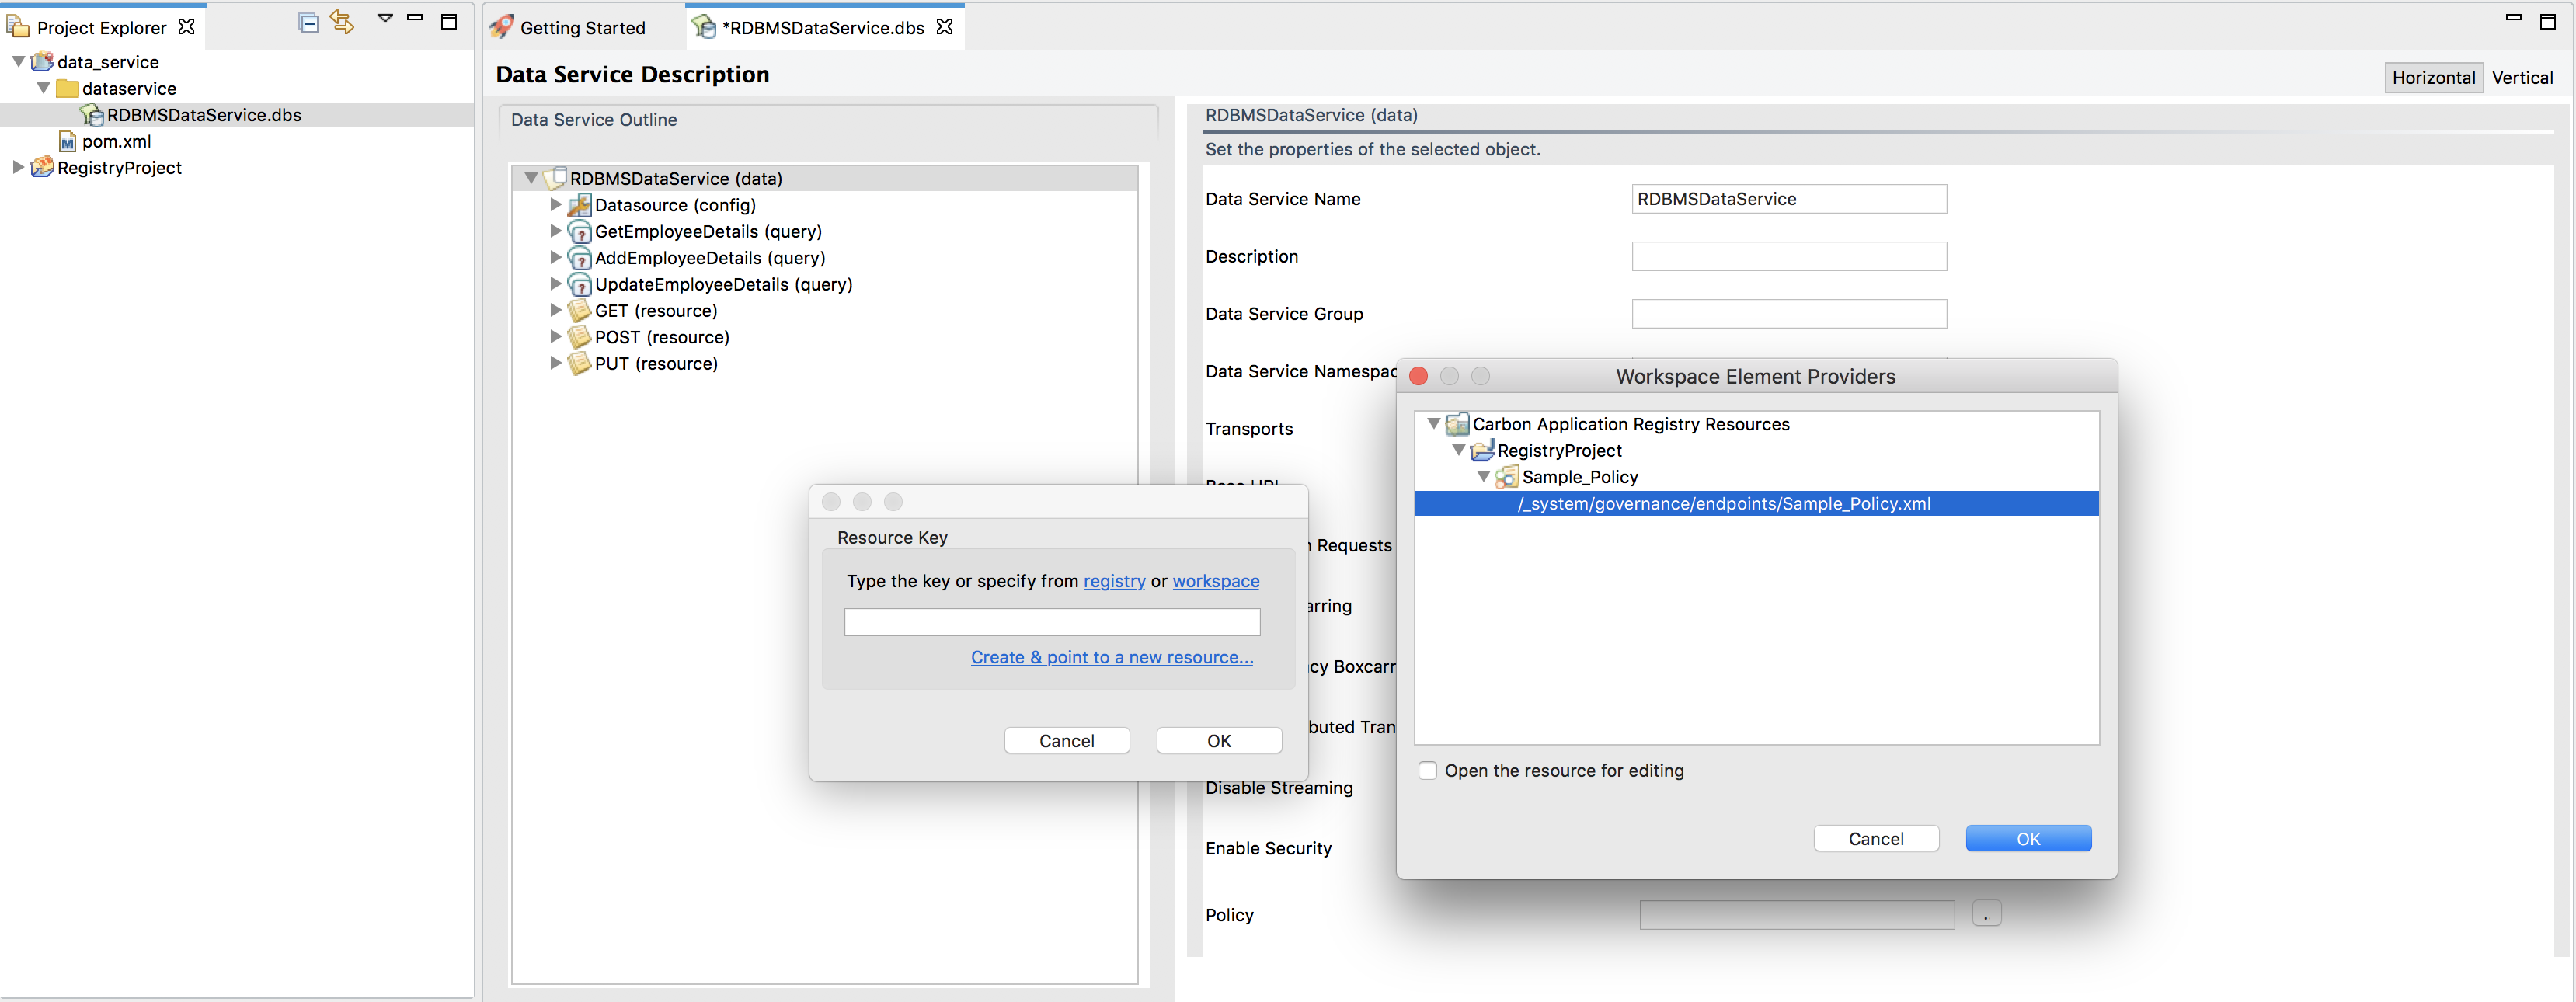 Project Explorer
data_service
dataservice
RDBMSDataService.dbs
pom.xml
RegistryProject
Getting Started
*RDBMSDataService.dbs
Data Service Description
Horizontal
Vertical
Data Service Outline
RDBMSDataService (data)
Datasource (config)
GetEmployeeDetails (query)
AddEmployeeDetails (query)
UpdateEmployeeDetails (query)
GET (resource)
POST (resource)
PUT (resource)
RDBMSDataService (data)
Set the properties of the selected object.
Data Service Name
RDBMSDataService
Description
Data Service Group
Data Service Namespac
Transports
Requests
arring
cy Boxcarr
buted Tran
Disable Streaming
Enable Security
Policy
.
Resource Key
Type the key or specify from registry or workspace
Create & point to a new resource...
Cancel
OK
Workspace Element Providers
Carbon Application Registry Resources
RegistryProject
Sample_Policy
/_system/governance/endpoints/Sample_Policy.xml
Open the resource for editing
Cancel
OK